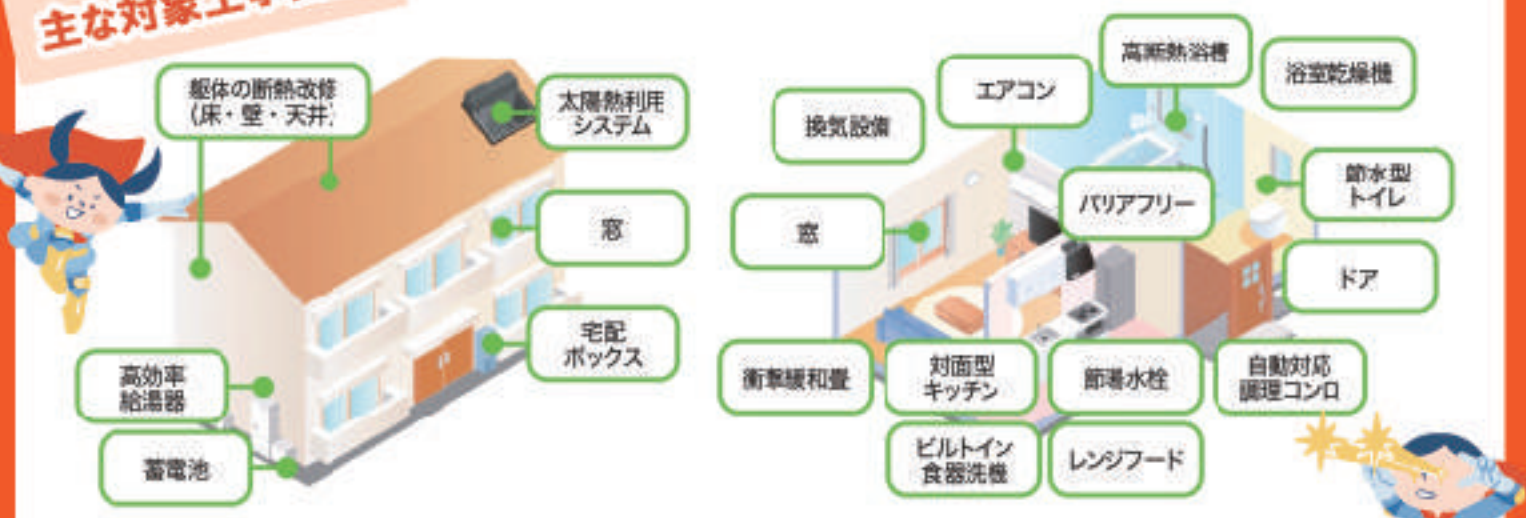 主な対象工事
躯体の断熱改修
(床・壁・天井)
太陽熱利用
システム
窓
宅配
ボックス
高効率
給湯器
蓄電池
換気設備
エアコン
高断熱浴槽
浴室乾燥機
窓
バリアフリー
節水型
トイレ
ドア
衝撃緩和畳
対面型
キッチン
節湯水栓
自動対応
調理コンロ
ビルトイン
食器洗機
レンジフード